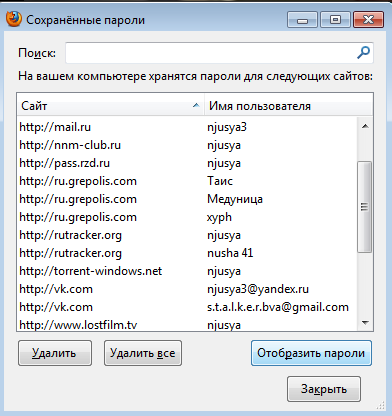 Сохранённые пароли
Поиск:
На вашем компьютере хранятся пароли для следующих сайтов:
Сайт Имя пользователя
http://mail.ru njusya3
http://nnm-club.ru njusya
http://pass.rzd.ru njusya
http://ru.grepolis.com Таис
http://ru.grepolis.com Медуница
http://ru.grepolis.com xyph
http://rutracker.org njusya
http://rutracker.org nusha 41
http://torrent-windows.net njusya
http://vk.com njusya3@yandex.ru
http://vk.com s.t.a.l.k.e.r.bva@gmail.com
http://www.lostfilm.tv njusya
Удалить Удалить все Отобразить пароли
Закрыть